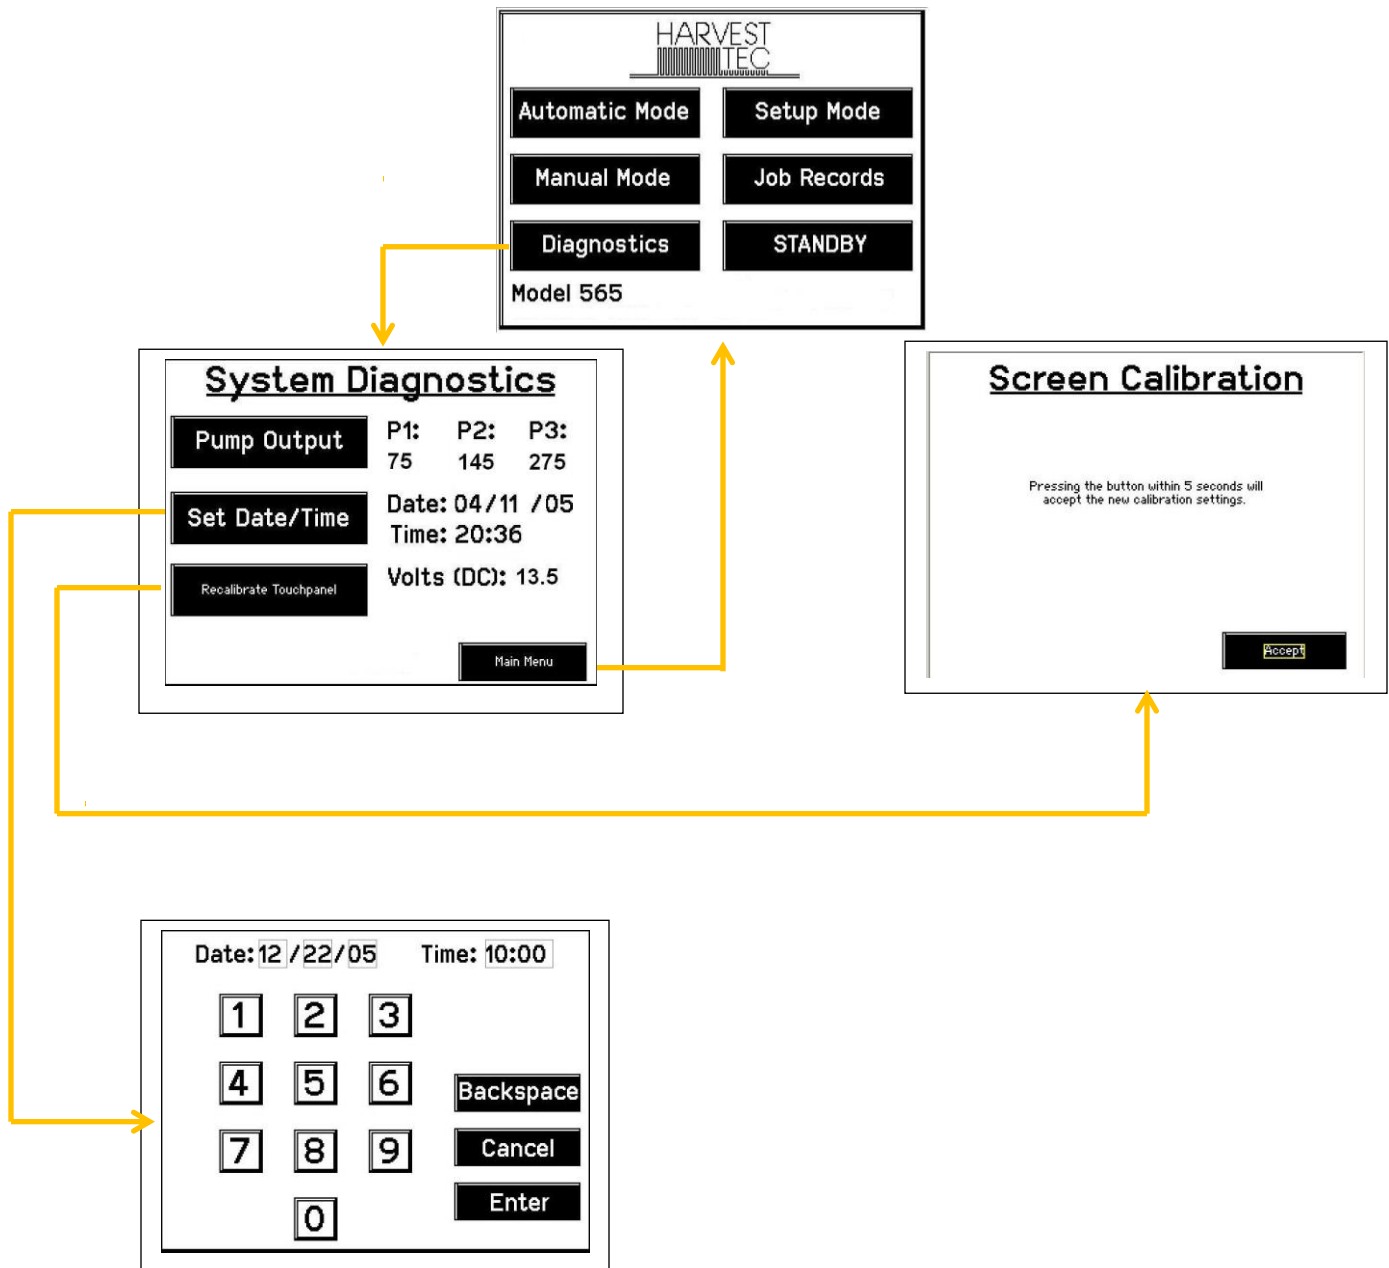 HARVEST
TEC
Automatic Mode
Setup Mode
Manual Mode
Job Records
Diagnostics
STANDBY
Model 565
System Diagnostics
Pump Output
P1: P2: P3:
75 145 275
Set Date/Time
Date: 04/11 /05
Time: 20:36
Recalibrate Touchpanel
Volts (DC): 13.5
Main Menu
Screen Calibration
Pressing the button within 5 seconds will
accept the new calibration settings.
Accept
Date: 12 /22/05 Time: 10:00
1 2 3
4 5 6
Backspace
7 8 9
Cancel
Enter
0